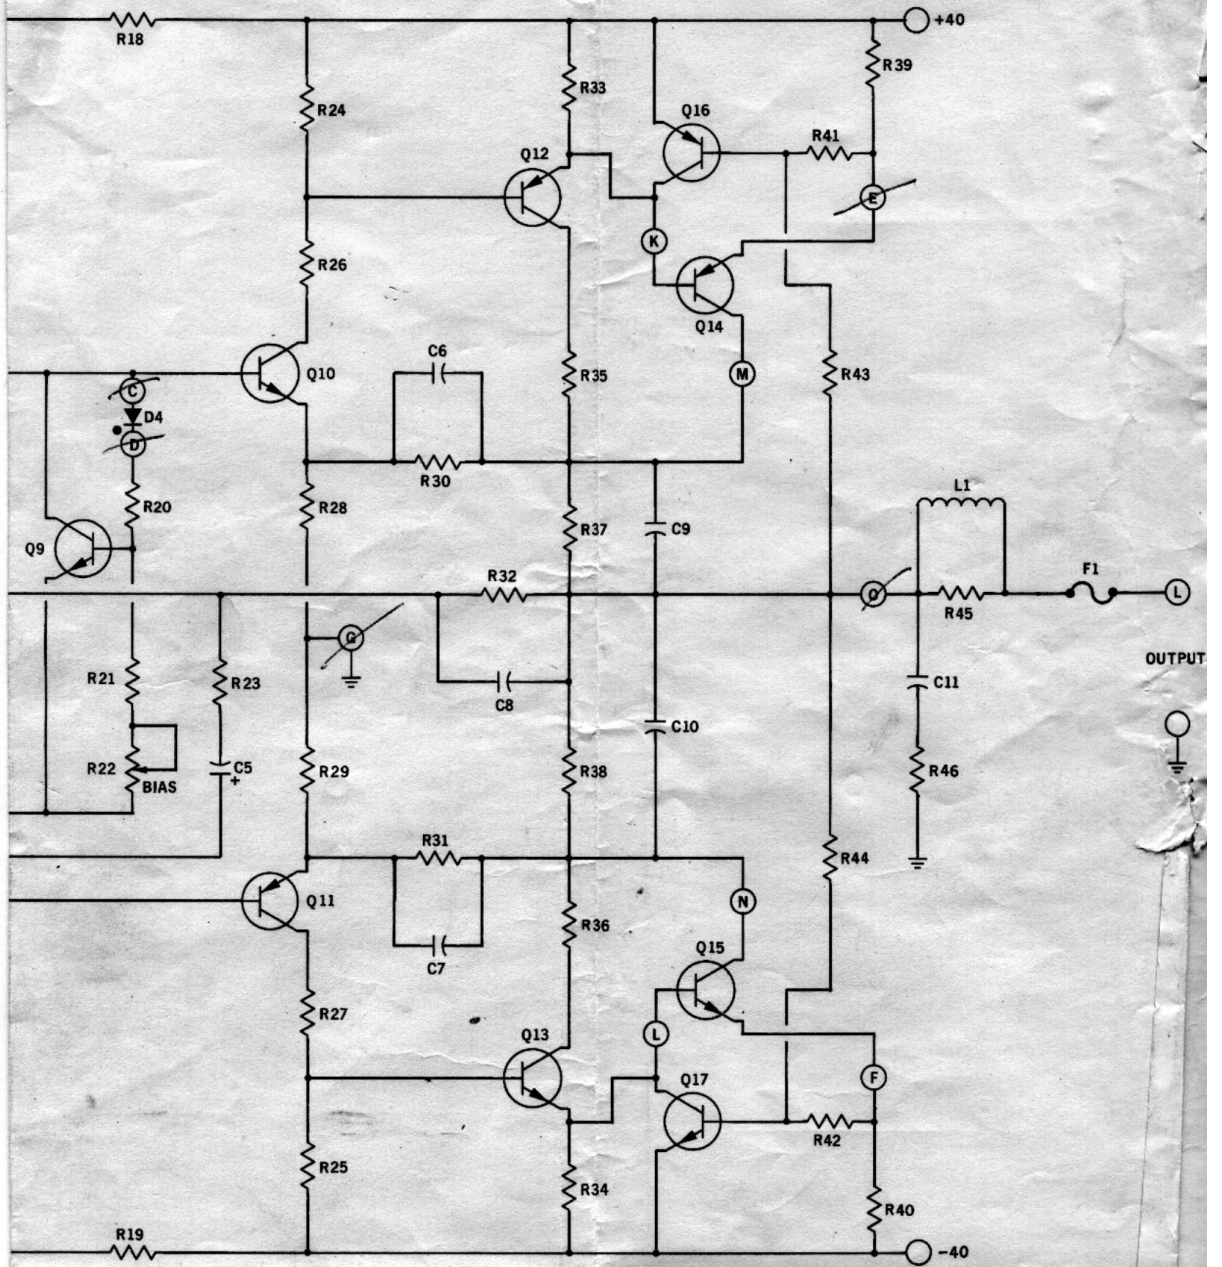 +40
R18
R39
R33
R24
Q16
R41
Q12
E
R26
K
Q14
C6
Q10
R35
M
R43
C
D4
D
R30
L1
R20
R28
R37
C9
Q9
R32
O
R45
F1
L
G
OUTPUT
R21
R23
C8
C11
C10
R22
BIAS
C5
+
R29
R38
R46
R31
R44
Q11
N
R36
Q15
C7
R27
Q13
L
Q17
F
R42
R25
R34
R40
R19
-40